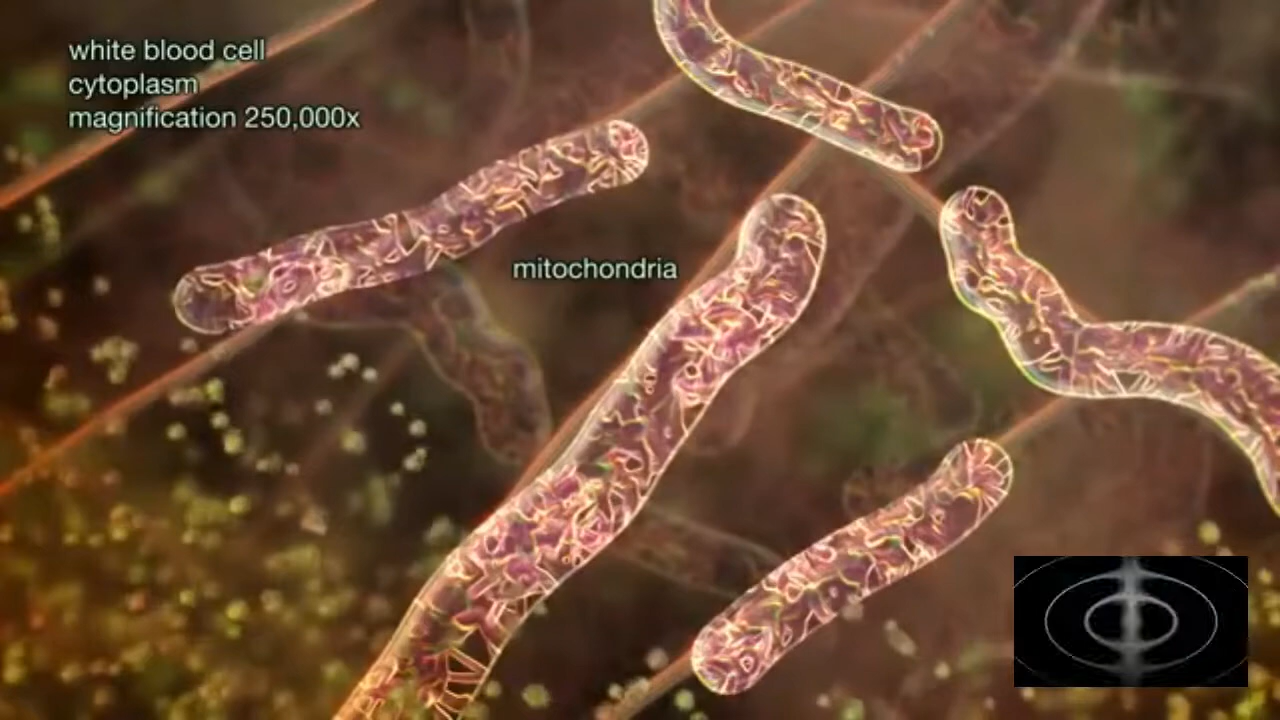 white blood cell
cytoplasm
magnification 250,000x
mitochondria